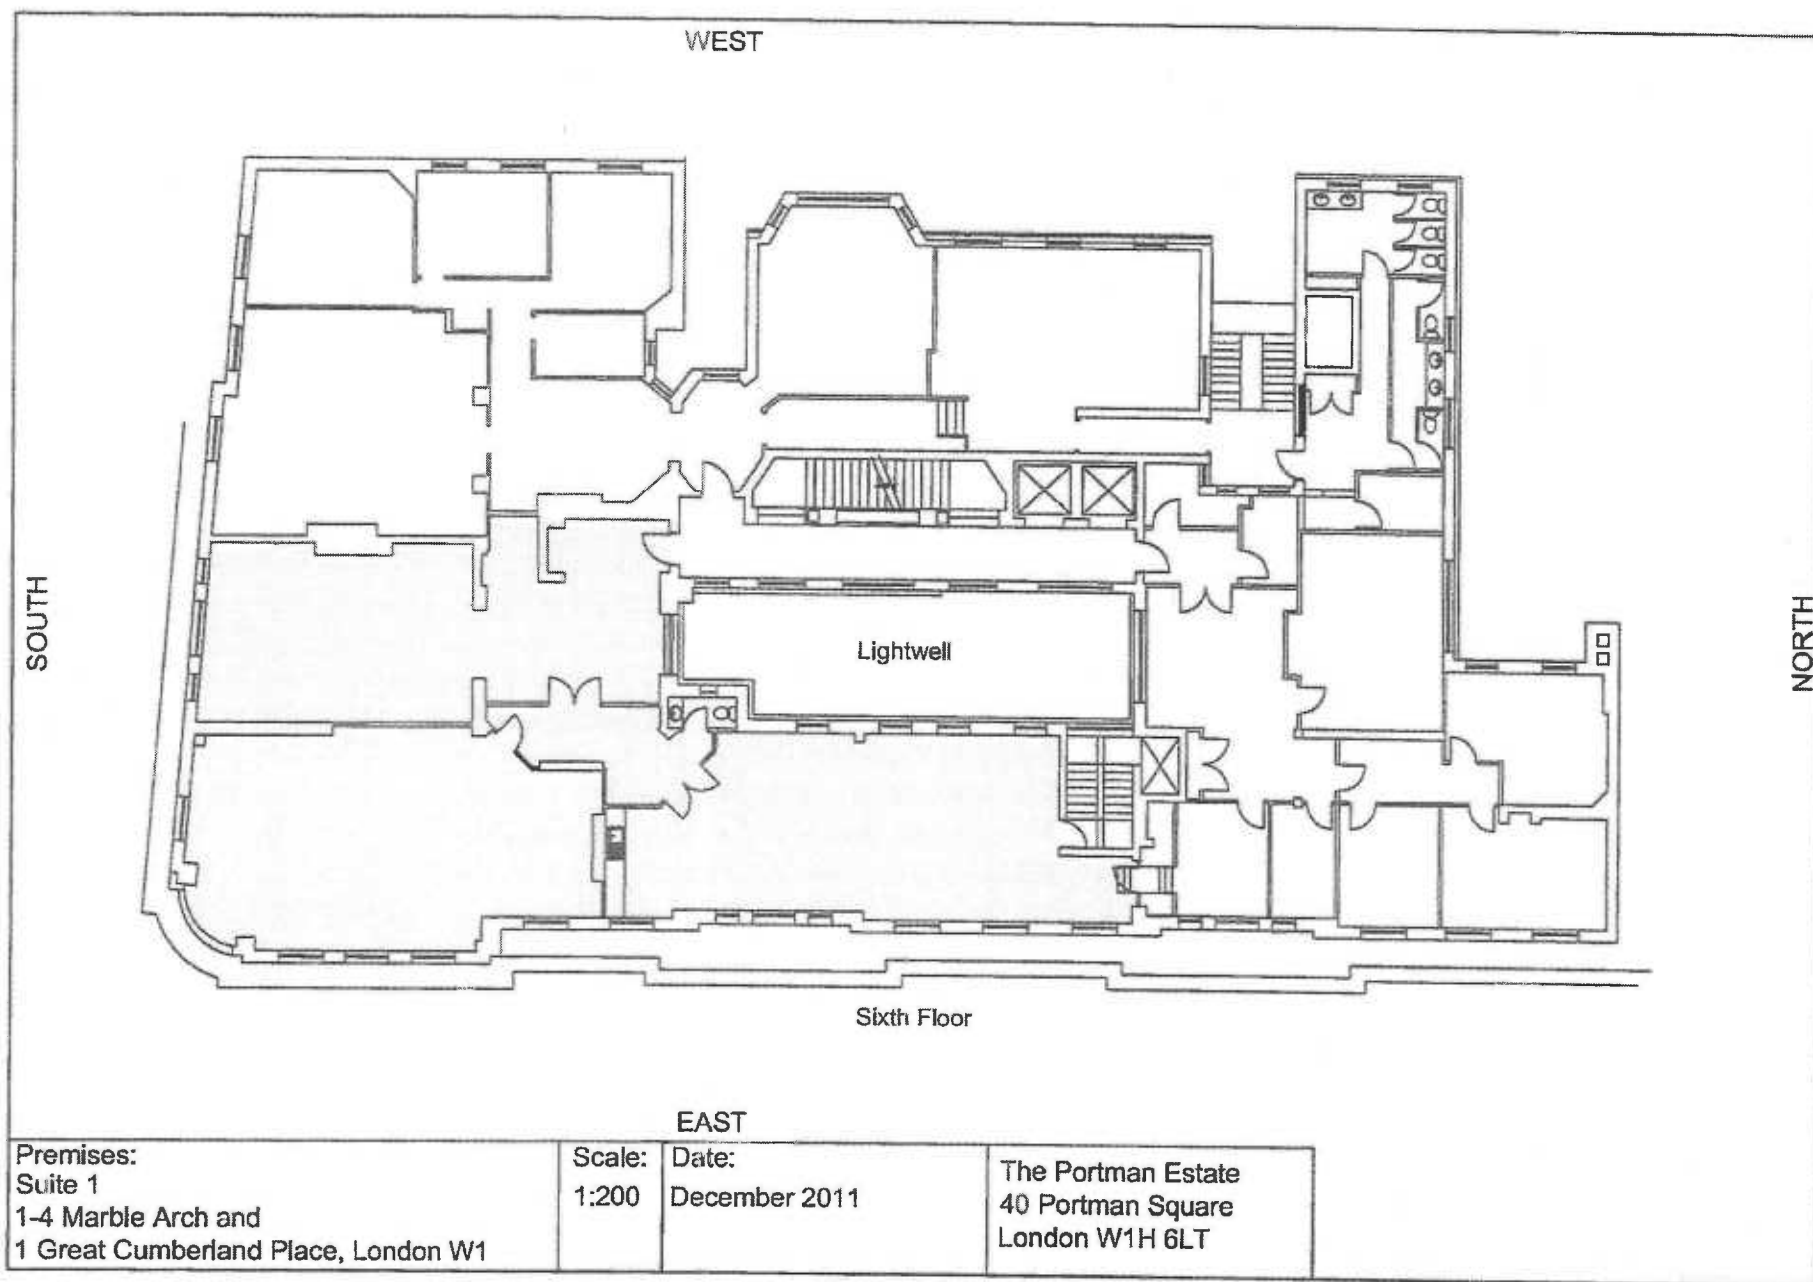 WEST
SOUTH
Lightwell
NORTH
Sixth Floor
EAST
Premises:
Suite 1
1-4 Marble Arch and
1 Great Cumberland Place, London W1
Scale:
1:200
Date:
December 2011
The Portman Estate
40 Portman Square
London W1H 6LT